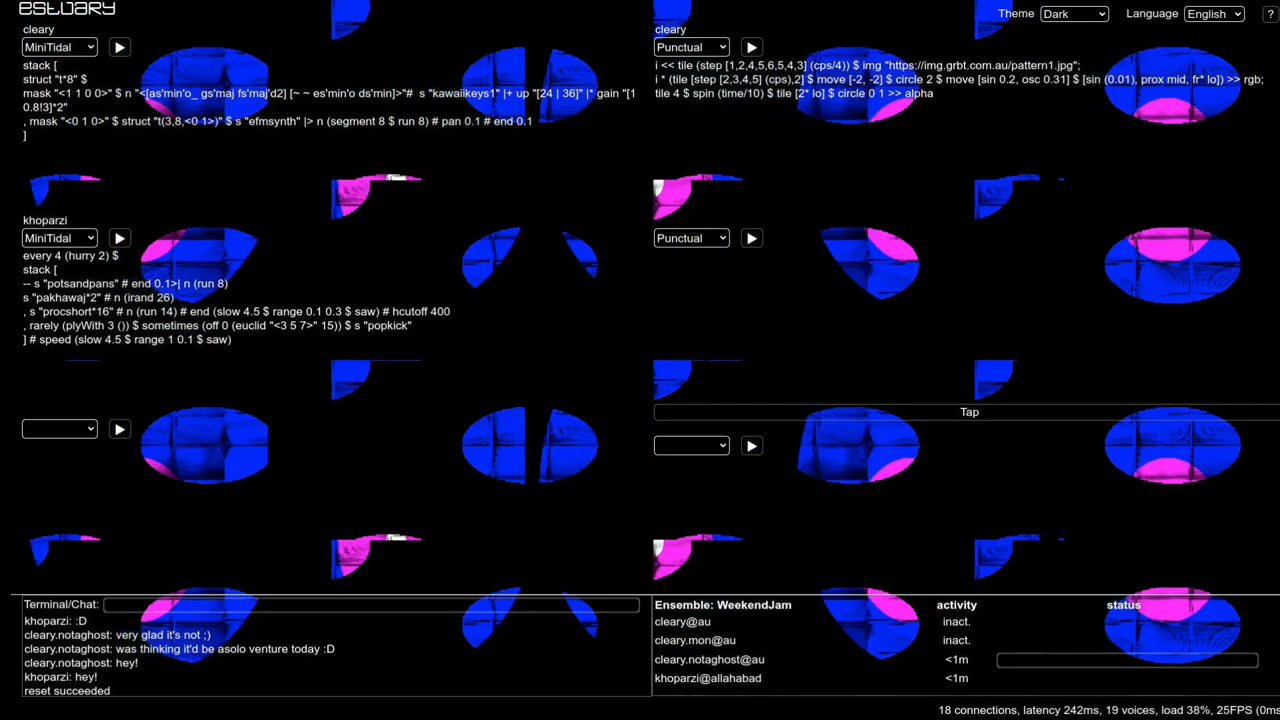 estuary
Theme Dark Language English ?
cleary
MiniTidal
stack [
struct "t*8" $
mask "<1 1 0 0>" $ n "<[as'min'o_ gs'maj fs'maj'd2] [~ ~ es'min'o ds'min]>"# s "kawaiikeys1" |+ up "[24 | 36]" |* gain "[1
0.8!3]*2"
, mask "<0 1 0>" $ struct "t(3,8,<0 1>)" $ s "efmsynth" |> n (segment 8 $ run 8) # pan 0.1 # end 0.1
]
cleary
Punctual
i << tile (step [1,2,4,5,6,5,4,3] (cps/4)) $ img "https://img.grbt.com.au/pattern1.jpg";
i * (tile [step [2,3,4,5] (cps),2] $ move [-2, -2] $ circle 2 $ move [sin 0.2, osc 0.31] $ [sin (0.01), prox mid, fr* lo]) >> rgb;
tile 4 $ spin (time/10) $ tile [2* lo] $ circle 0 1 >> alpha
khoparzi
MiniTidal
every 4 (hurry 2) $
stack [
-- s "potsandpans" # end 0.1>| n (run 8)
s "pakhawaj*2" # n (irand 26)
, s "procshort*16" # n (run 14) # end (slow 4.5 $ range 0.1 0.3 $ saw) # hcutoff 400
, rarely (plyWith 3 ()) $ sometimes (off 0 (euclid "<3 5 7>" 15)) $ s "popkick"
] # speed (slow 4.5 $ range 1 0.1 $ saw)
Punctual
Tap
Terminal/Chat:
khoparzi: :D
cleary.notaghost: very glad it's not ;)
cleary.notaghost: was thinking it'd be asolo venture today :D
cleary.notaghost: hey!
khoparzi: hey!
reset succeeded
Ensemble: WeekendJam activity status
cleary@au inact.
cleary.mon@au inact.
cleary.notaghost@au <1m
khoparzi@allahabad <1m
18 connections, latency 242ms, 19 voices, load 38%, 25FPS (0ms